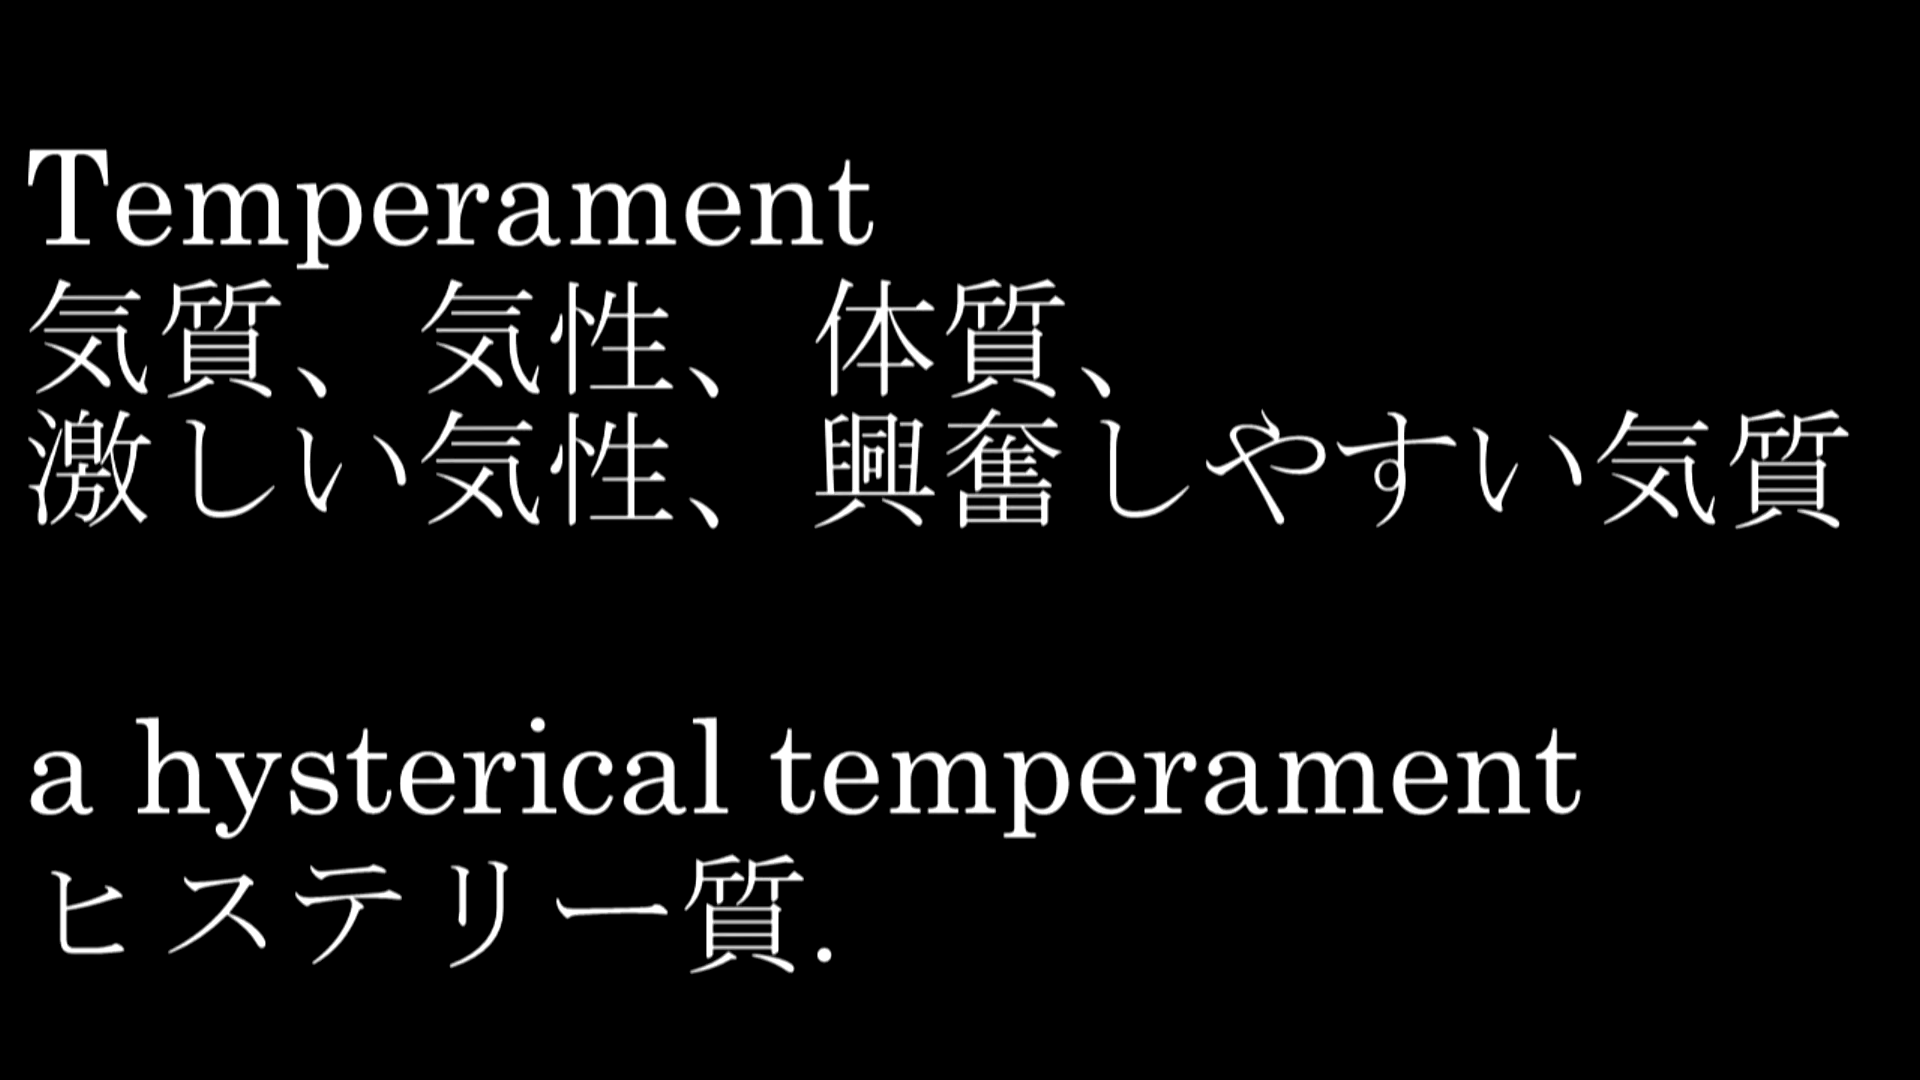 Temperament
気質、気性、体質、
激しい気性、興奮しやすい気質
a hysterical temperament
ヒステリー質.